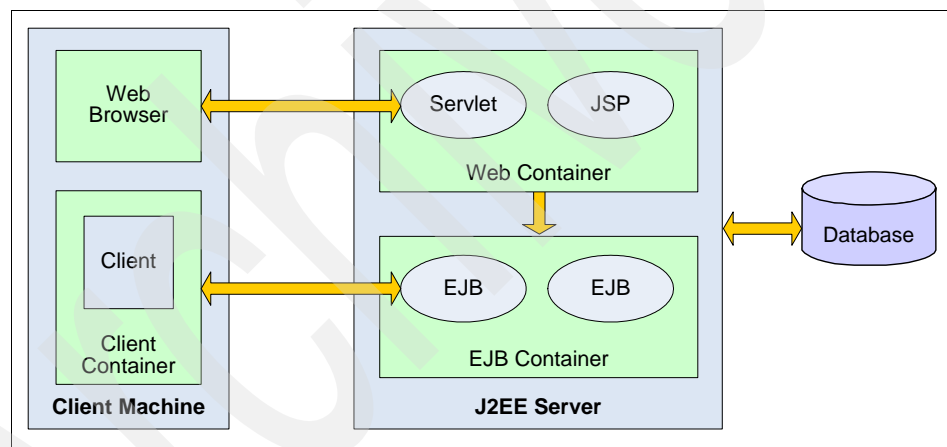 Web
Browser
Client
Client
Container
Client Machine
Servlet
JSP
Web Container
EJB
EJB
EJB Container
J2EE Server
Database